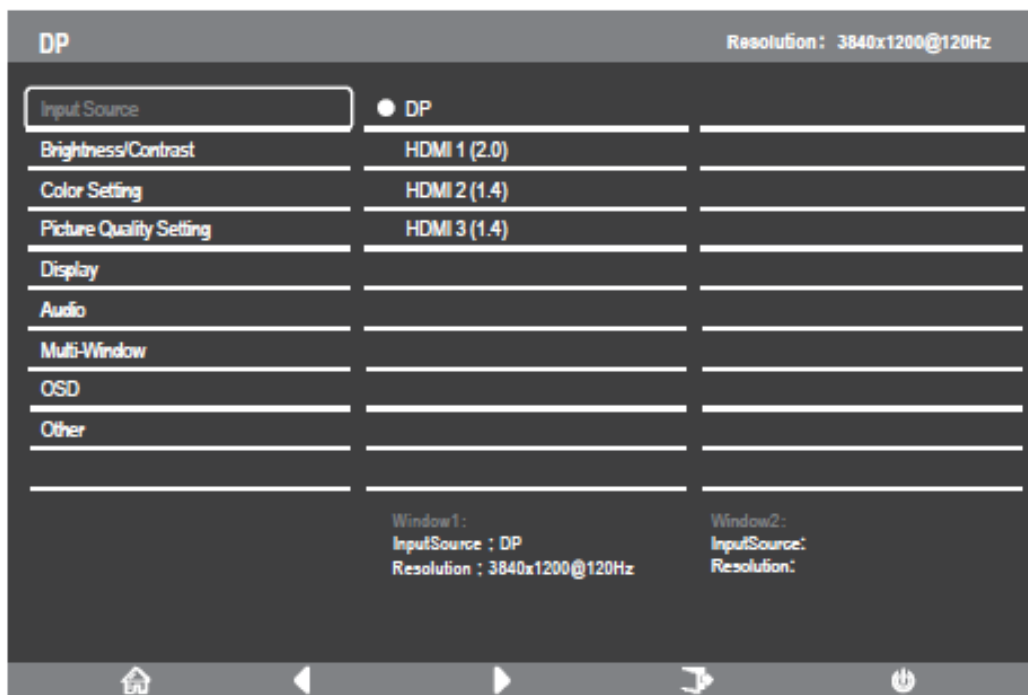 DP
Resolution: 3840x1200@120Hz
Input Source
DP
Brightness/Contrast
HDMI 1 (2.0)
Color Setting
HDMI 2 (1.4)
Picture Quality Setting
HDMI 3 (1.4)
Display
Audio
Multi-Window
OSD
Other
Window1:
InputSource : DP
Resolution : 3840x1200@120Hz
Window2:
InputSource:
Resolution: